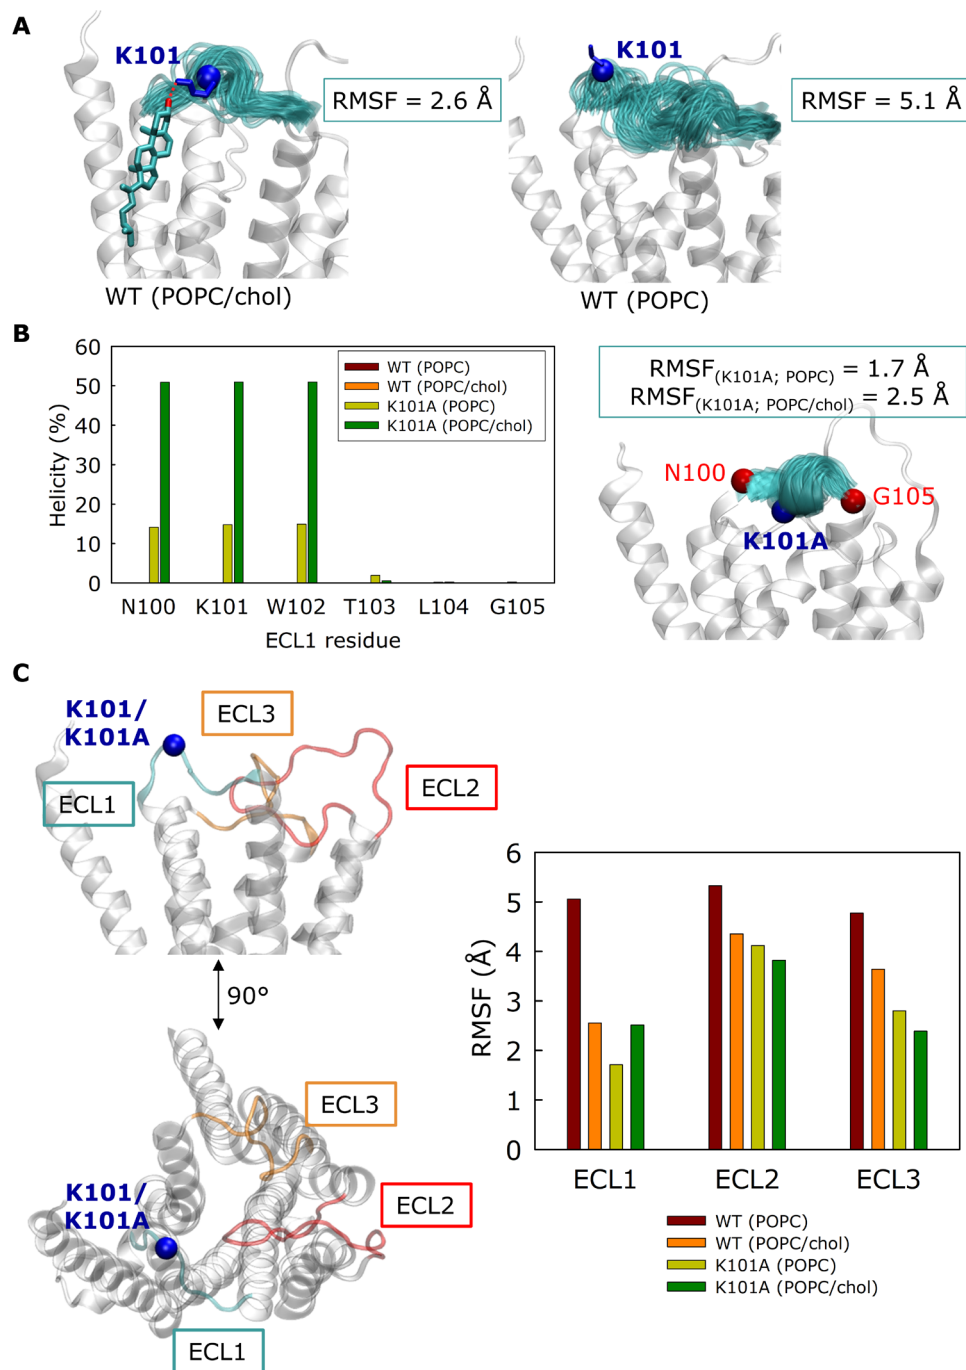 A
K101
RMSF = 2.6 Å
WT (POPC/chol)
K101
RMSF = 5.1 Å
WT (POPC)
B
Helicity (%)
60
50
40
30
20
10
0
WT (POPC)
WT (POPC/chol)
K101A (POPC)
K101A (POPC/chol)
N100 K101 W102 T103 L104 G105
ECL1 residue
RMSF(K101A; POPC) = 1.7 Å
RMSF(K101A; POPC/chol) = 2.5 Å
N100
G105
K101A
C
K101/
K101A
ECL3
ECL1
ECL2
90°
ECL3
K101/
K101A
ECL2
ECL1
RMSF (Å)
6
5
4
3
2
1
0
ECL1 ECL2 ECL3
WT (POPC)
WT (POPC/chol)
K101A (POPC)
K101A (POPC/chol)